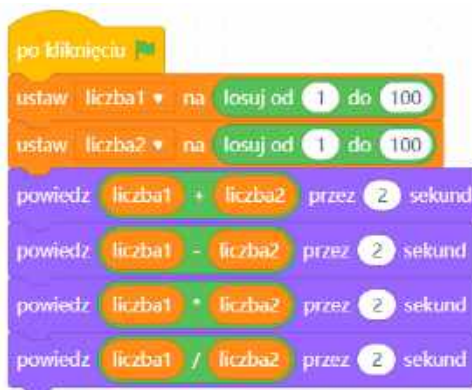 po kliknięciu
ustaw liczba1 na losuj od 1 do 100
ustaw liczba2 na losuj od 1 do 100
powiedz liczba1 + liczba2 przez 2 sekund
powiedz liczba1 - liczba2 przez 2 sekund
powiedz liczba1 * liczba2 przez 2 sekund
powiedz liczba1 / liczba2 przez 2 sekund